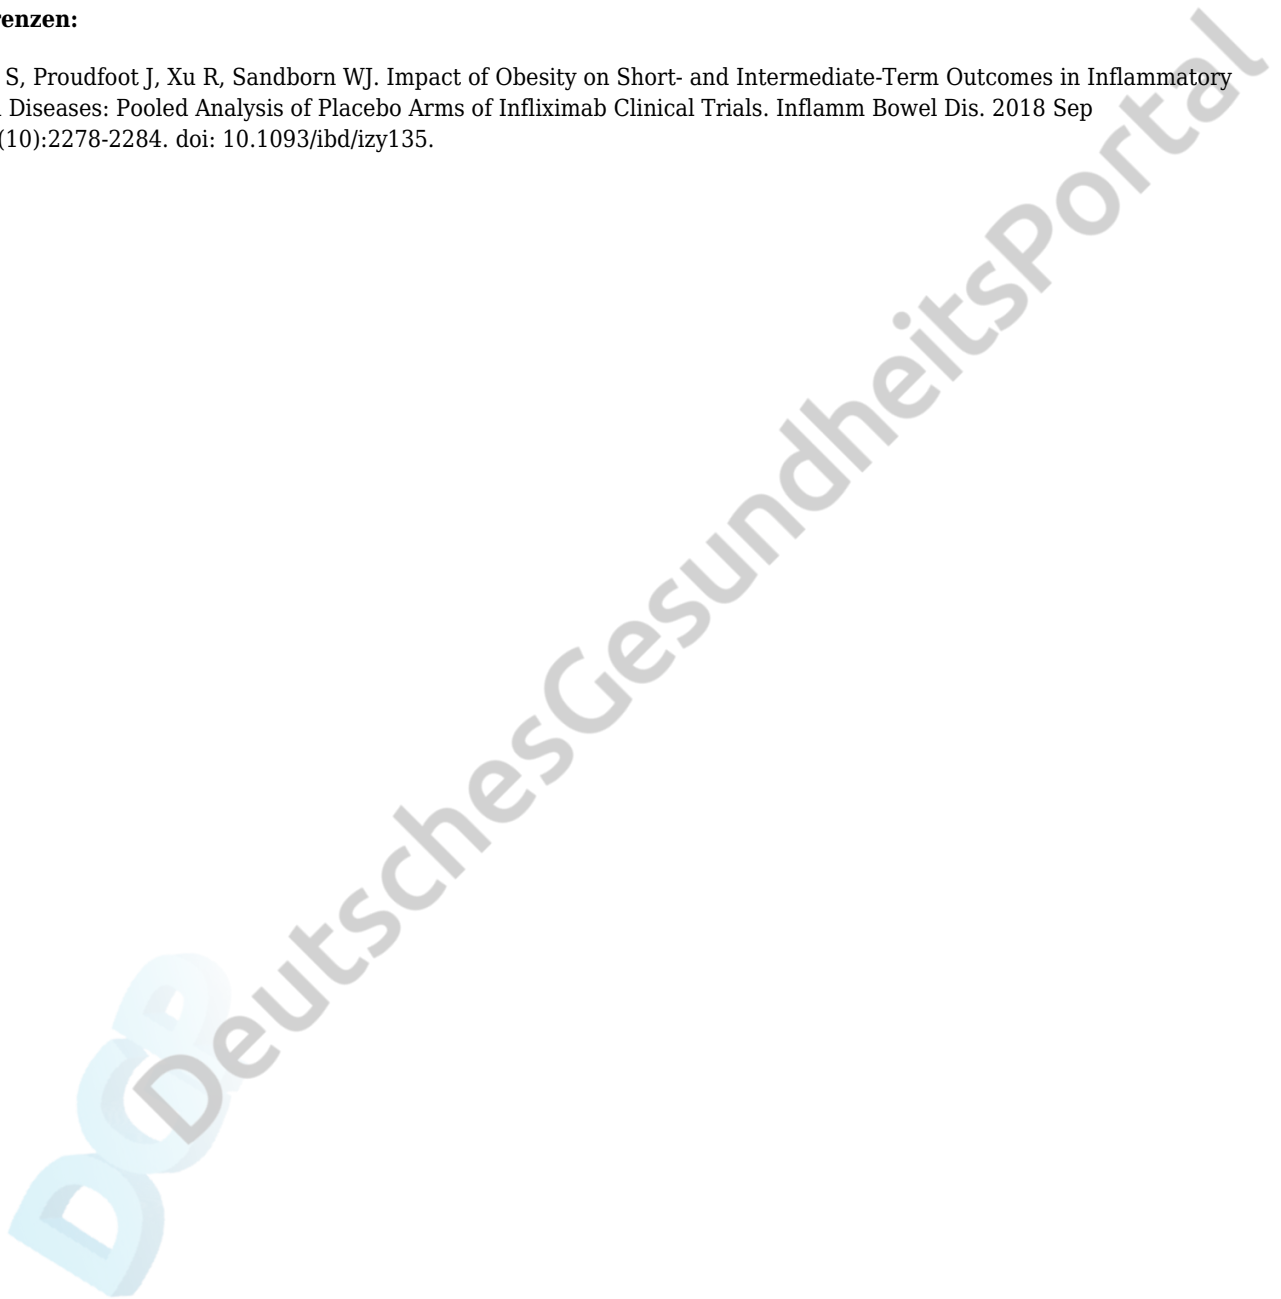 renzen:
S, Proudfoot J, Xu R, Sandborn WJ. Impact of Obesity on Short- and Intermediate-Term Outcomes in Inflammatory
Diseases: Pooled Analysis of Placebo Arms of Infliximab Clinical Trials. Inflamm Bowel Dis. 2018 Sep
(10):2278-2284. doi: 10.1093/ibd/izy135.
DeutschesGesundheitsPortal
DGP